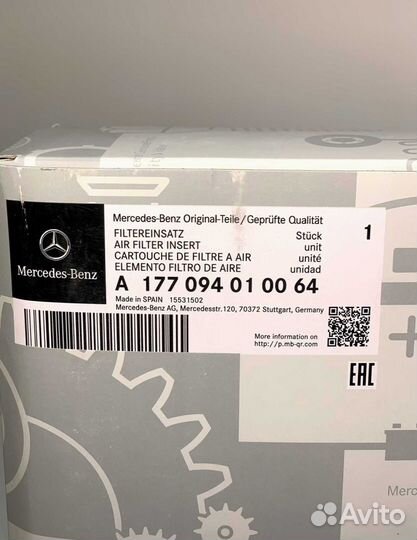 Mercedes-Benz Original-Teile/Geprüfte Qualität
Mercedes-Benz
FILTEREINSATZ Stück 1
AIR FILTER INSERT unit
CARTOUCHE DE FILTRE A AIR unité
ELEMENTO FILTRO DE AIRE unidad
A 177 094 01 00 64
Made in SPAIN 15531502
Mercedes-Benz AG, Mercedesstr.120, 70372 Stuttgart, Germany
More information on
http://p.mb-qr.com
EAC
Merc
Avito